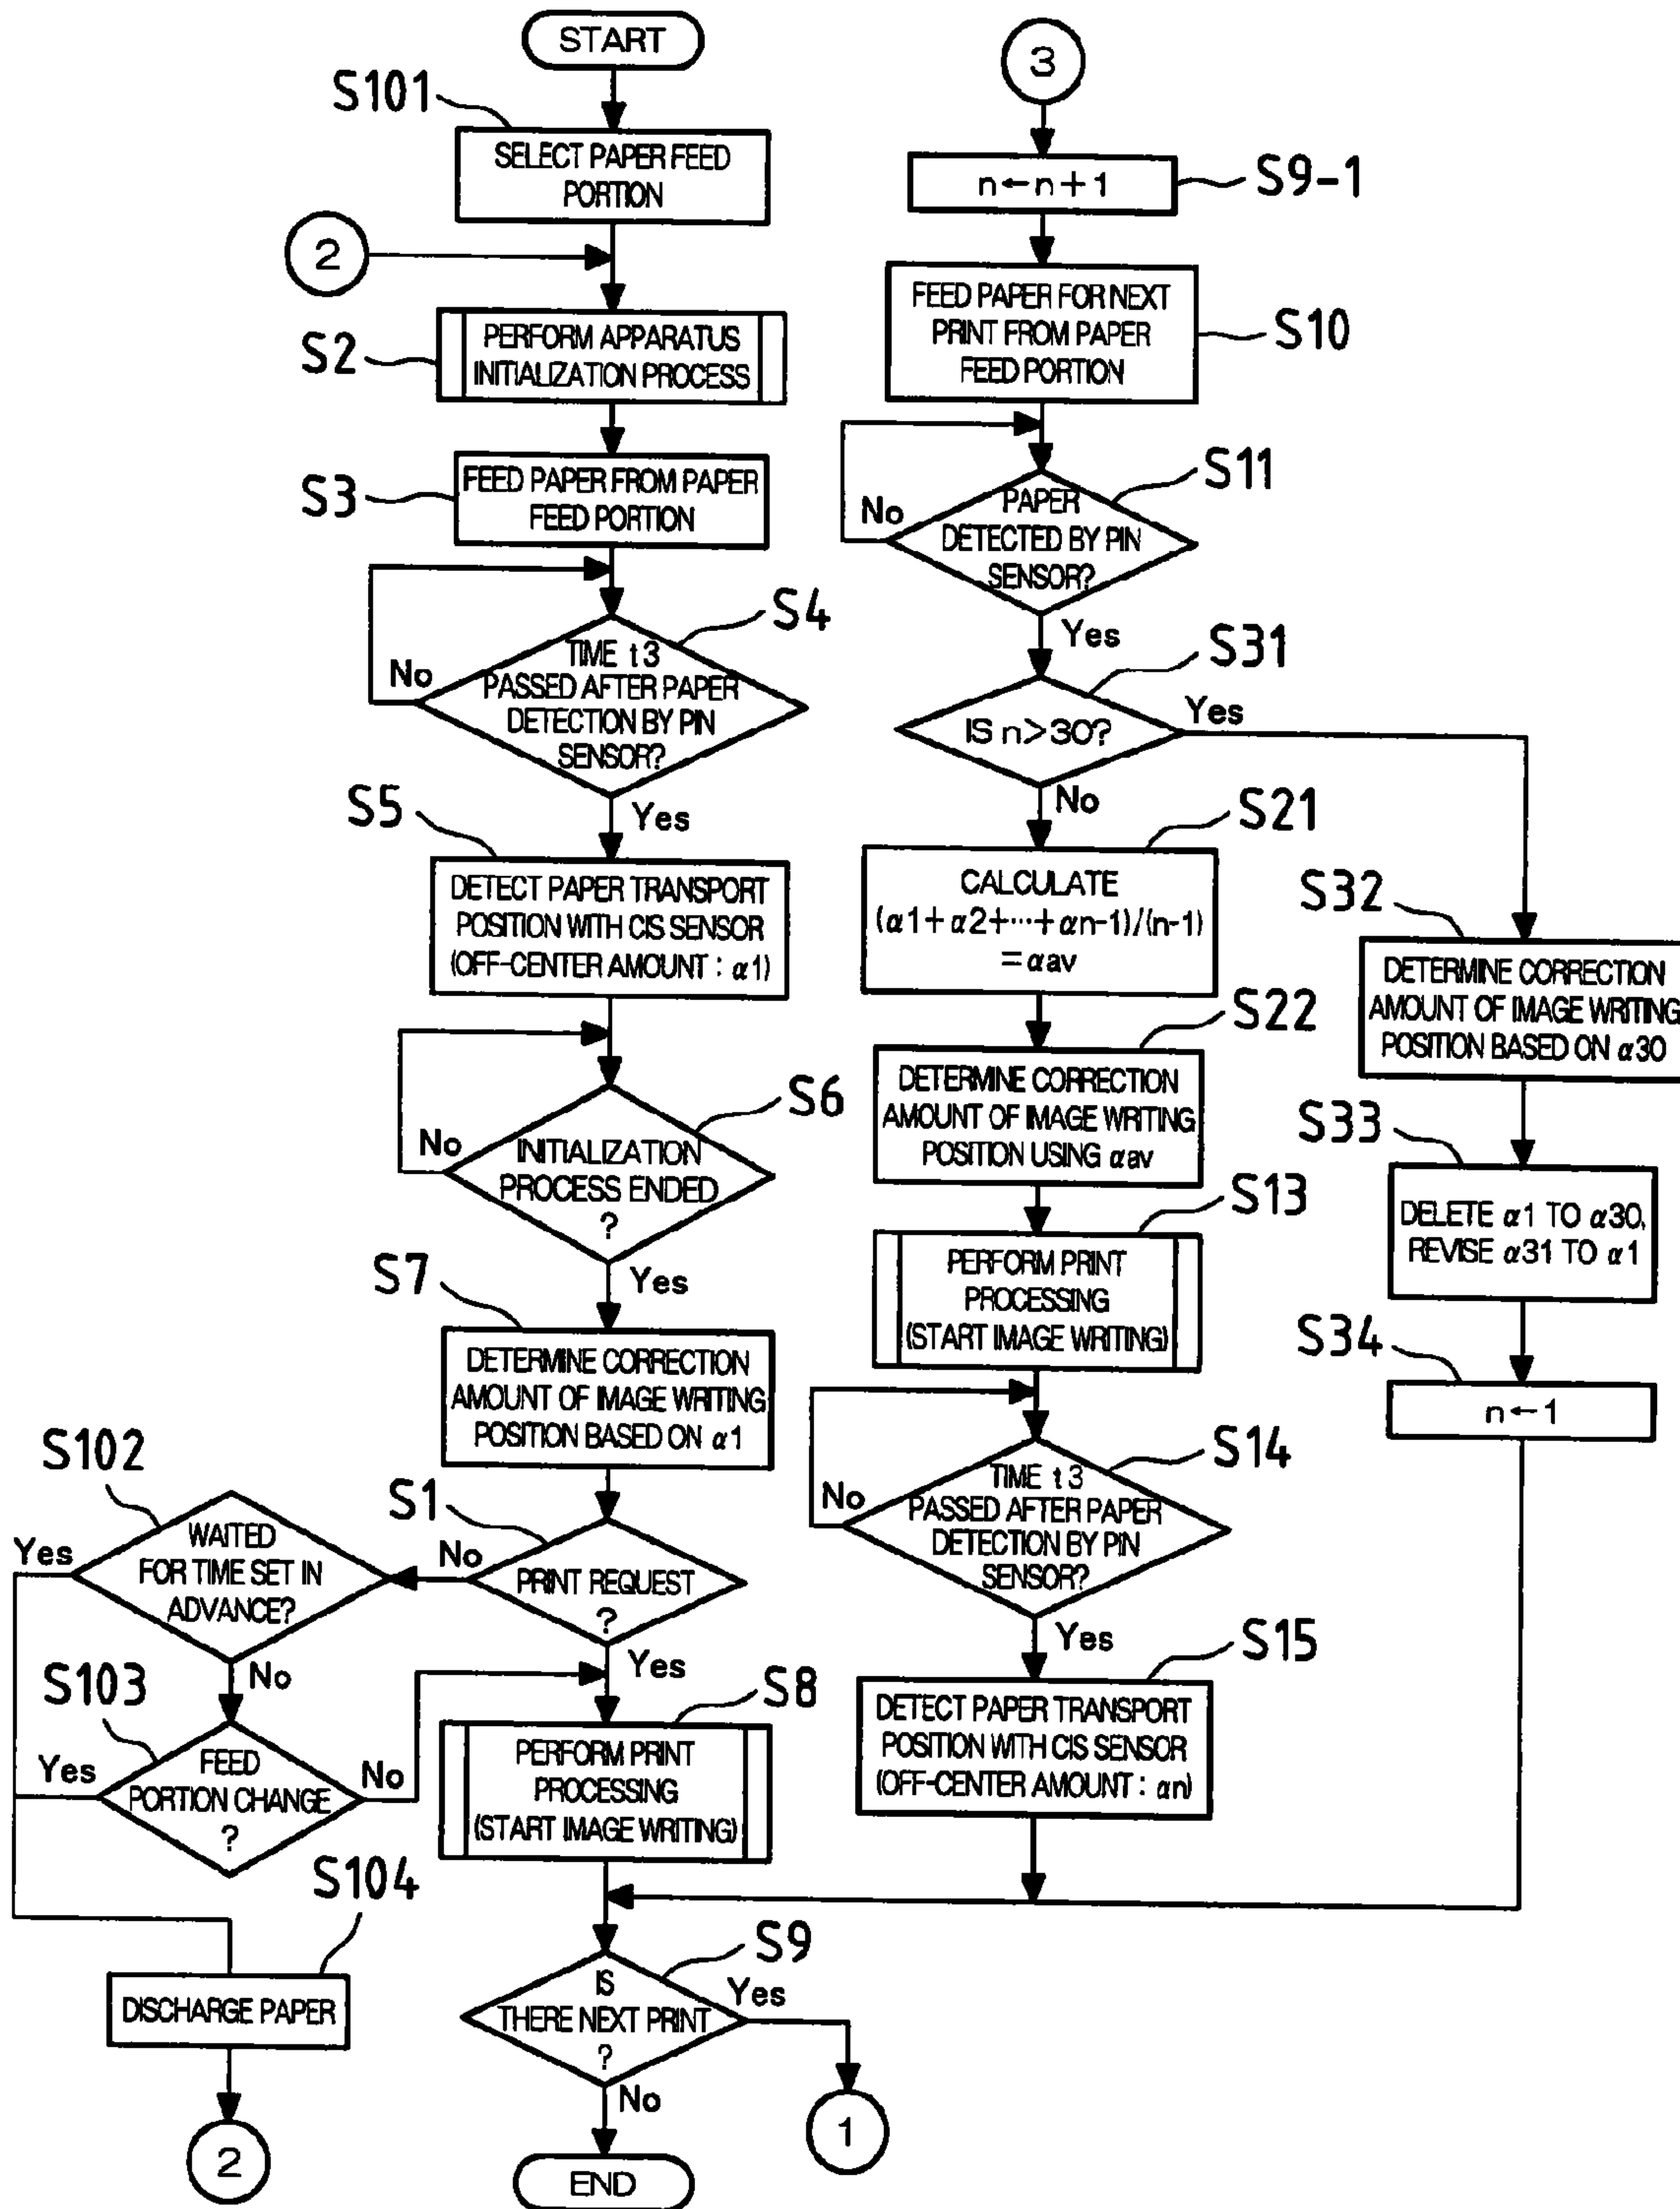 START
S101
SELECT PAPER FEED
PORTION
2
S2
PERFORM APPARATUS
INITIALIZATION PROCESS
S3
FEED PAPER FROM PAPER
FEED PORTION
S4
TIME t3
PASSED AFTER PAPER
DETECTION BY PIN
SENSOR?
No
Yes
S5
DETECT PAPER TRANSPORT
POSITION WITH CIS SENSOR
(OFF-CENTER AMOUNT : α1)
S6
INITIALIZATION
PROCESS ENDED
?
No
Yes
S7
DETERMINE CORRECTION
AMOUNT OF IMAGE WRITING
POSITION BASED ON α1
S1
PRINT REQUEST
?
No
Yes
S102
WAITED
FOR TIME SET IN
ADVANCE?
Yes
No
S103
FEED
PORTION CHANGE
?
Yes
No
S8
PERFORM PRINT
PROCESSING
(START IMAGE WRITING)
S104
DISCHARGE PAPER
2
S9
IS
THERE NEXT PRINT
?
Yes
No
1
END
3
n←n+1
S9-1
FEED PAPER FOR NEXT
PRINT FROM PAPER
FEED PORTION
S10
S11
PAPER
DETECTED BY PIN
SENSOR?
No
Yes
S31
IS n>30?
Yes
No
S21
CALCULATE
(α1+α2+···+αn-1)/(n-1)
=αav
S22
DETERMINE CORRECTION
AMOUNT OF IMAGE WRITING
POSITION USING αav
S13
PERFORM PRINT
PROCESSING
(START IMAGE WRITING)
S14
TIME t3
PASSED AFTER PAPER
DETECTION BY PIN
SENSOR?
No
Yes
S15
DETECT PAPER TRANSPORT
POSITION WITH CIS SENSOR
(OFF-CENTER AMOUNT : αn)
S32
DETERMINE CORRECTION
AMOUNT OF IMAGE WRITING
POSITION BASED ON α30
S33
DELETE α1 TO α30,
REVISE α31 TO α1
S34
n←1